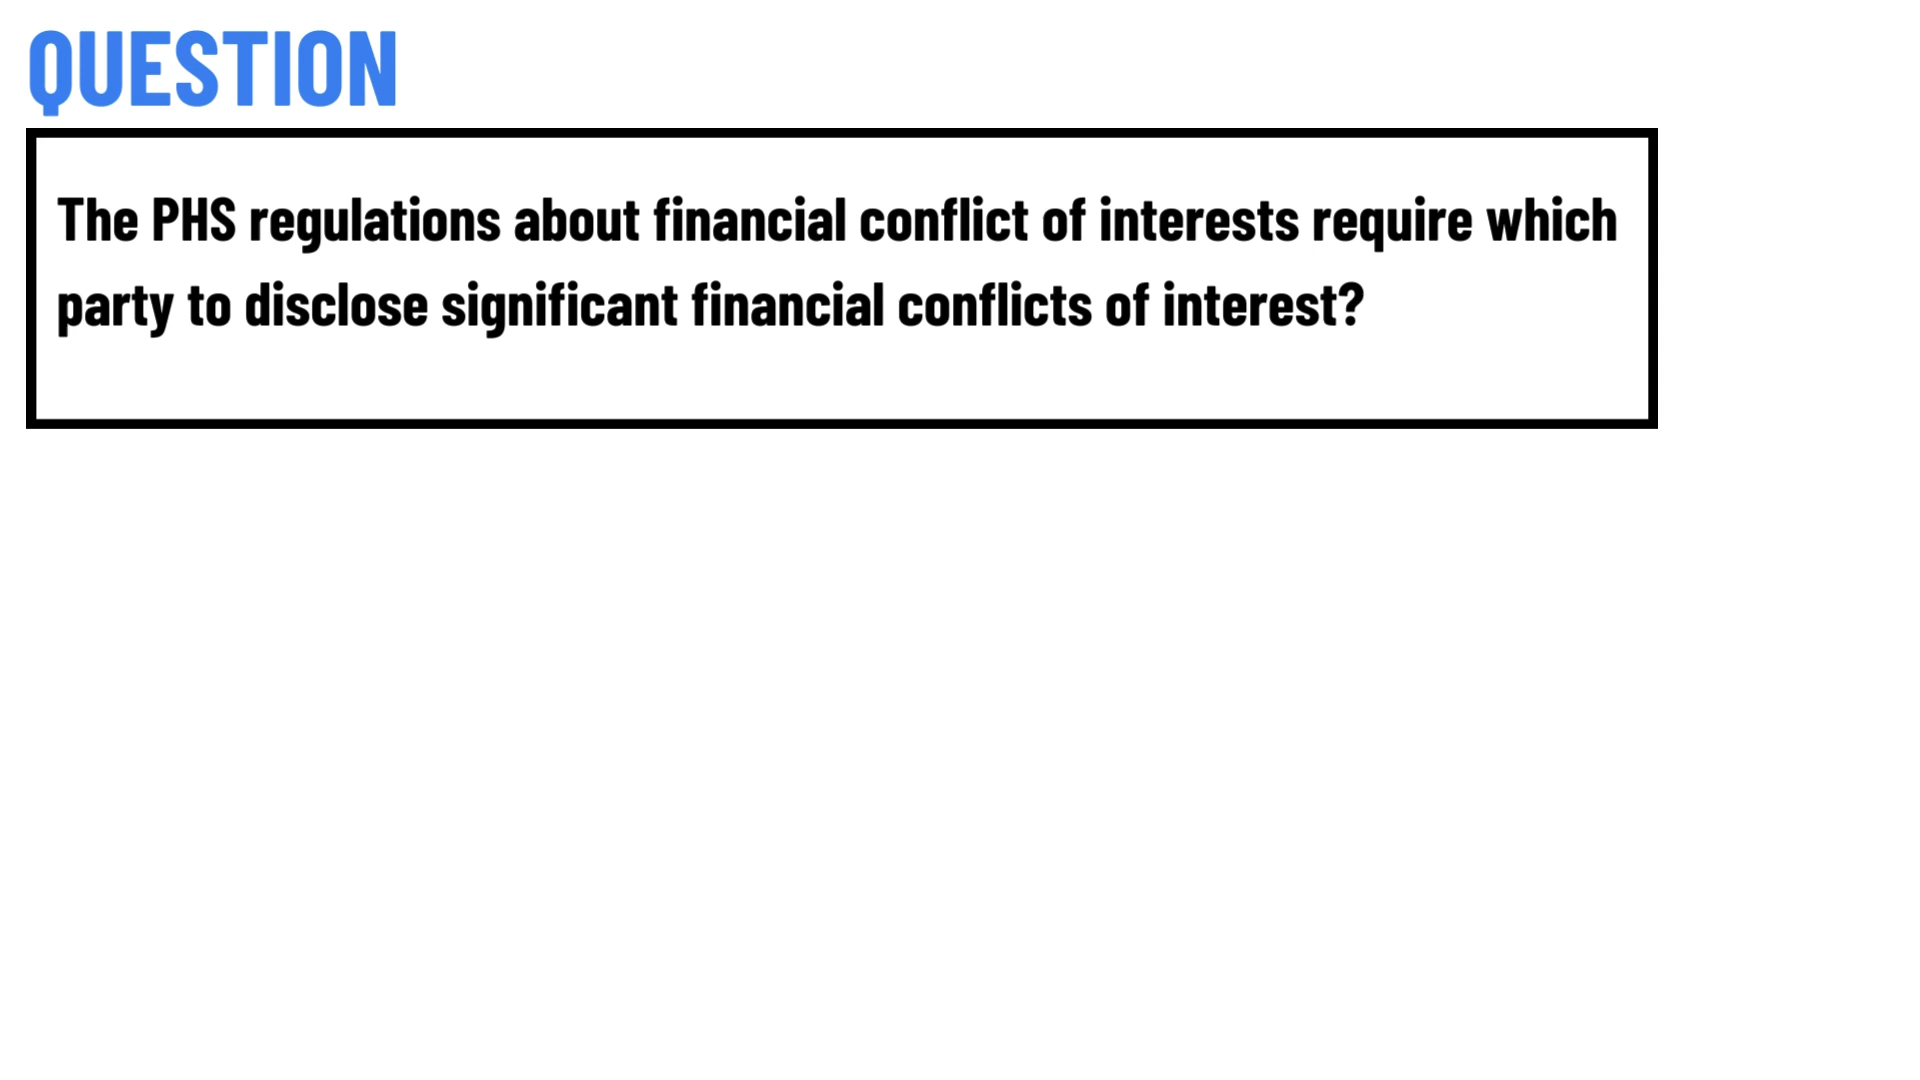 QUESTION
The PHS regulations about financial conflict of interests require which
party to disclose significant financial conflicts of interest?